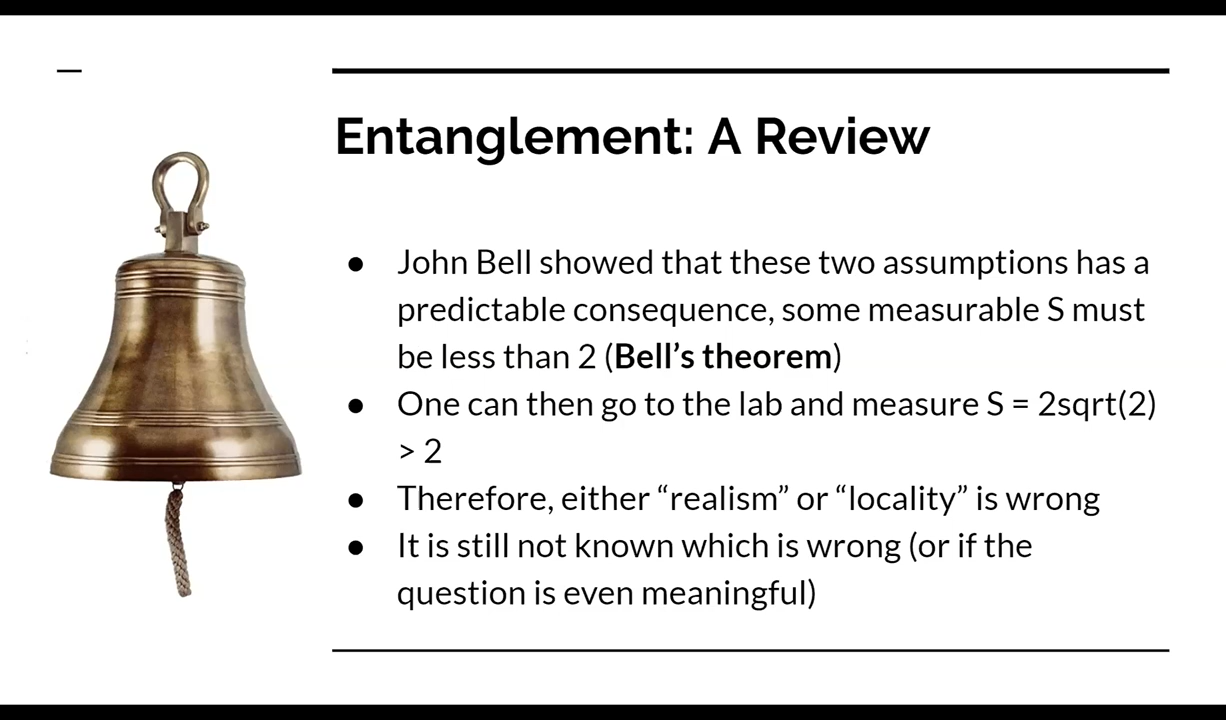 Entanglement: A Review
● John Bell showed that these two assumptions has a
predictable consequence, some measurable S must
be less than 2 (Bell’s theorem)
● One can then go to the lab and measure S = 2sqrt(2)
> 2
● Therefore, either “realism” or “locality” is wrong
● It is still not known which is wrong (or if the
question is even meaningful)